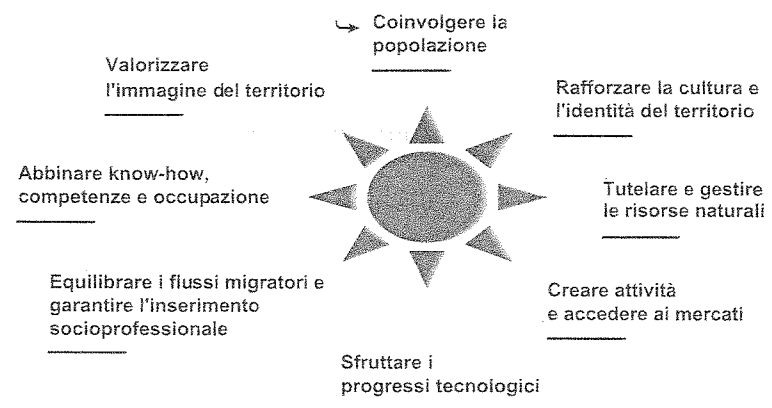 Coinvolgere la
popolazione
Valorizzare
l'immagine del territorio
Rafforzare la cultura e
l'identità del territorio
Abbinare know-how,
competenze e occupazione
Tutelare e gestire
le risorse naturali
Equilibrare i flussi migratori e
garantire l'inserimento
socioprofessionale
Creare attività
e accedere ai mercati
Sfruttare i
progressi tecnologici